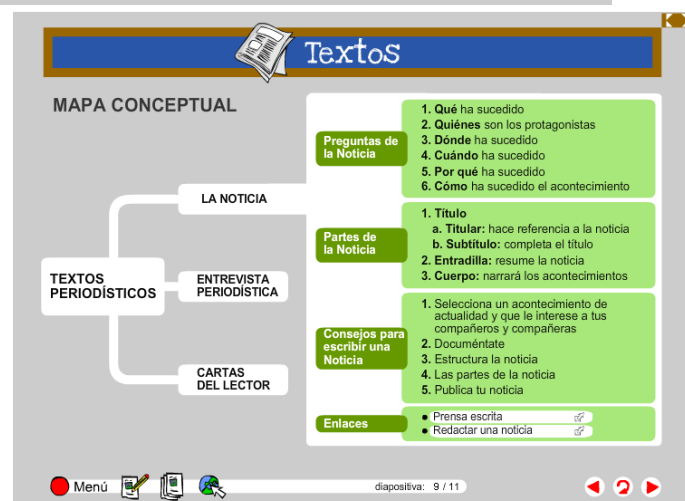 Textos
MAPA CONCEPTUAL
TEXTOS
PERIODÍSTICOS
LA NOTICIA
ENTREVISTA
PERIODÍSTICA
CARTAS
DEL LECTOR
Preguntas de
la Noticia
1. Qué ha sucedido
2. Quiénes son los protagonistas
3. Dónde ha sucedido
4. Cuándo ha sucedido
5. Por qué ha sucedido
6. Cómo ha sucedido el acontecimiento
Partes de
la Noticia
1. Título
a. Titular: hace referencia a la noticia
b. Subtítulo: completa el título
2. Entradilla: resume la noticia
3. Cuerpo: narrará los acontecimientos
Consejos para
escribir una
Noticia
1. Selecciona un acontecimiento de
actualidad y que le interese a tus
compañeros y compañeras
2. Documéntate
3. Estructura la noticia
4. Las partes de la noticia
5. Publica tu noticia
Enlaces
● Prensa escrita
● Redactar una noticia
Menú
diapositiva: 9 / 11